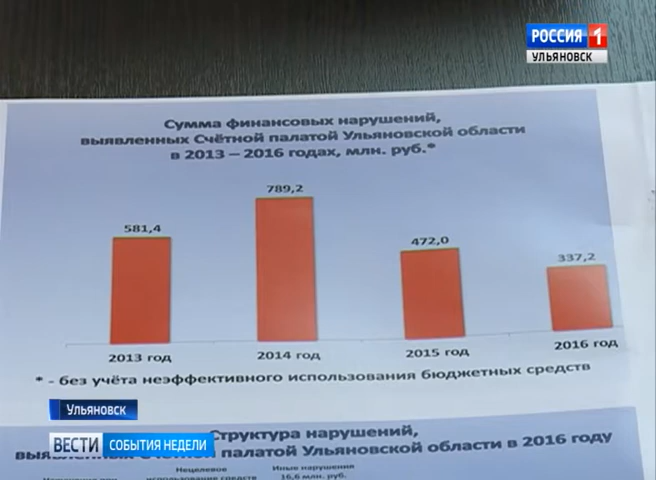 РОССИЯ 1
УЛЬЯНОВСК
Сумма финансовых нарушений,
выявленных Счётной палатой Ульяновской области
в 2013 – 2016 годах, млн. руб.*
789,2
581,4
472,0
337,2
2013 год
2014 год
2015 год
2016 год
* - без учёта неэффективного использования бюджетных средств
Ульяновск
Структура нарушений,
ВЕСТИ СОБЫТИЯ НЕДЕЛИ
палатой Ульяновской области в 2016 году
Нецелевое
использование средств
Иные нарушения
16,6 млн. руб.